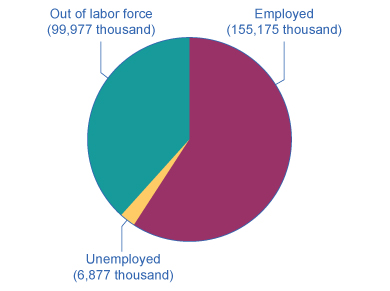 Out of labor force
(99,977 thousand)
Employed
(155,175 thousand)
Unemployed
(6,877 thousand)